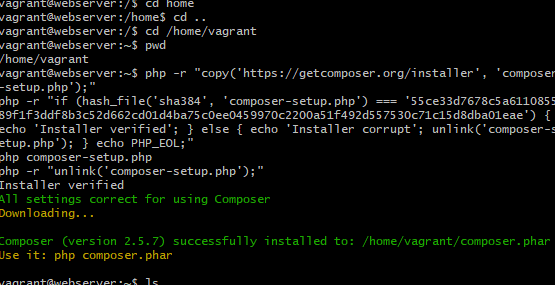 vagrant@webserver:/$ cd home
vagrant@webserver:/home$ cd ..
vagrant@webserver:/$ cd /home/vagrant
vagrant@webserver:~$ pwd
/home/vagrant
vagrant@webserver:~$ php -r "copy('https://getcomposer.org/installer', 'composer
-setup.php');"
php -r "if (hash_file('sha384', 'composer-setup.php') === '55ce33d7678c5a6110855
89f1f3ddf8b3c52d662cd01d4ba75c0ee0459970c2200a51f492d557530c71c15d8dba01eae') {
echo 'Installer verified'; } else { echo 'Installer corrupt'; unlink('composer-s
etup.php'); } echo PHP_EOL;"
php composer-setup.php
php -r "unlink('composer-setup.php');"
Installer verified
All settings correct for using Composer
Downloading...
Composer (version 2.5.7) successfully installed to: /home/vagrant/composer.phar
Use it: php composer.phar
vagrant@webserver:~$ ls